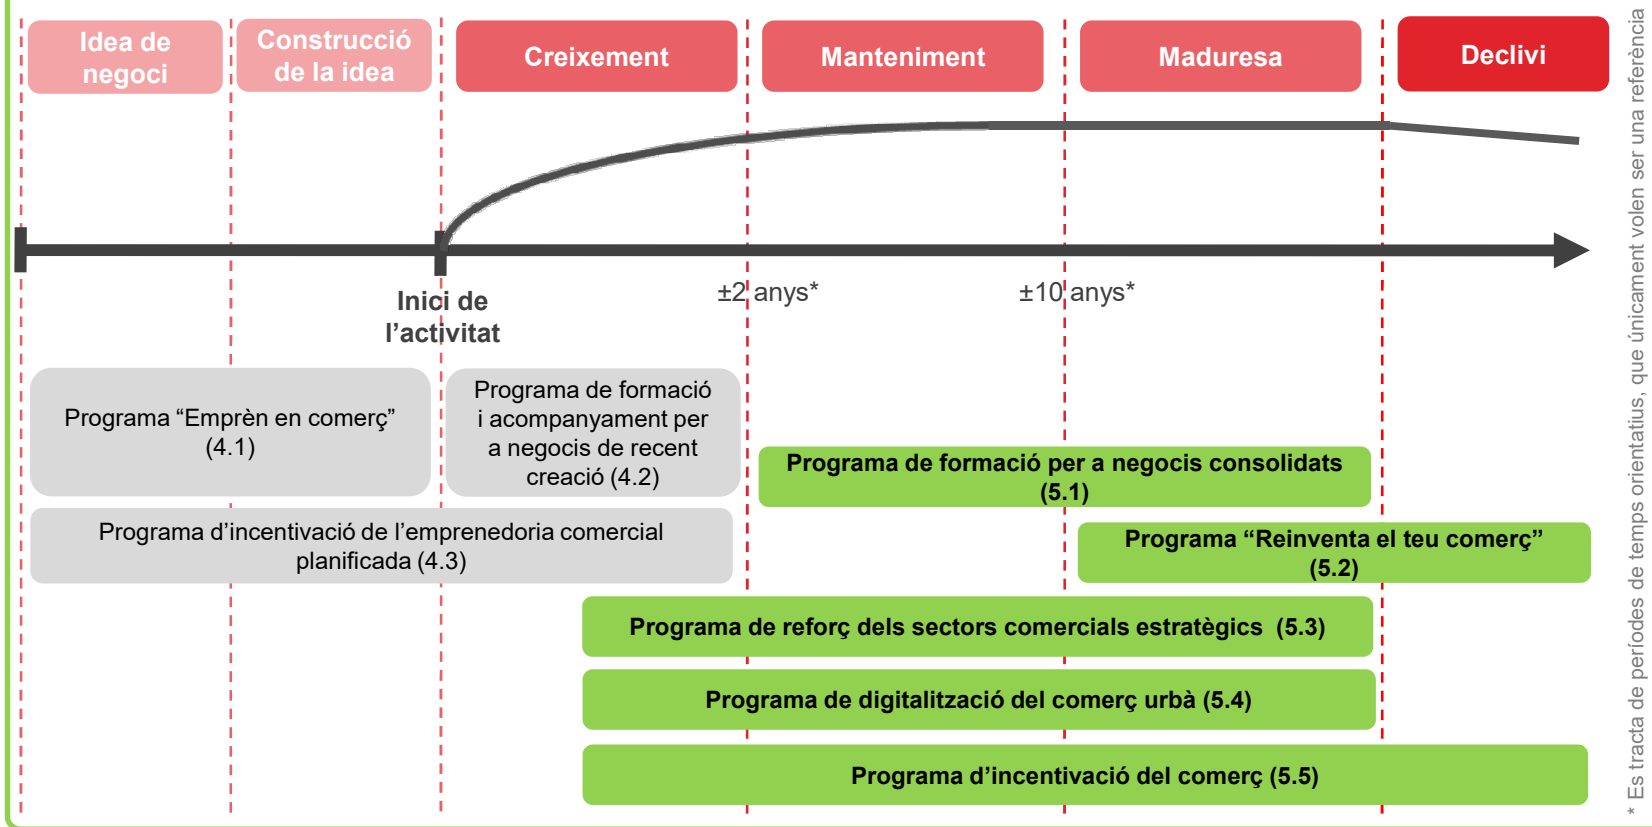 Idea de
negoci
Construcció
de la idea
Creixement
Manteniment
Maduresa
Declivi
Inici de
l’activitat
±2 anys*
±10 anys*
Programa “Emprèn en comerç”
(4.1)
Programa de formació
i acompanyament per
a negocis de recent
creació (4.2)
Programa de formació per a negocis consolidats
(5.1)
Programa d’incentivació de l’emprenedoria comercial
planificada (4.3)
Programa “Reinventa el teu comerç”
(5.2)
Programa de reforç dels sectors comercials estratègics (5.3)
Programa de digitalització del comerç urbà (5.4)
Programa d’incentivació del comerç (5.5)
* Es tracta de períodes de temps orientatius, que únicament volen ser una referència